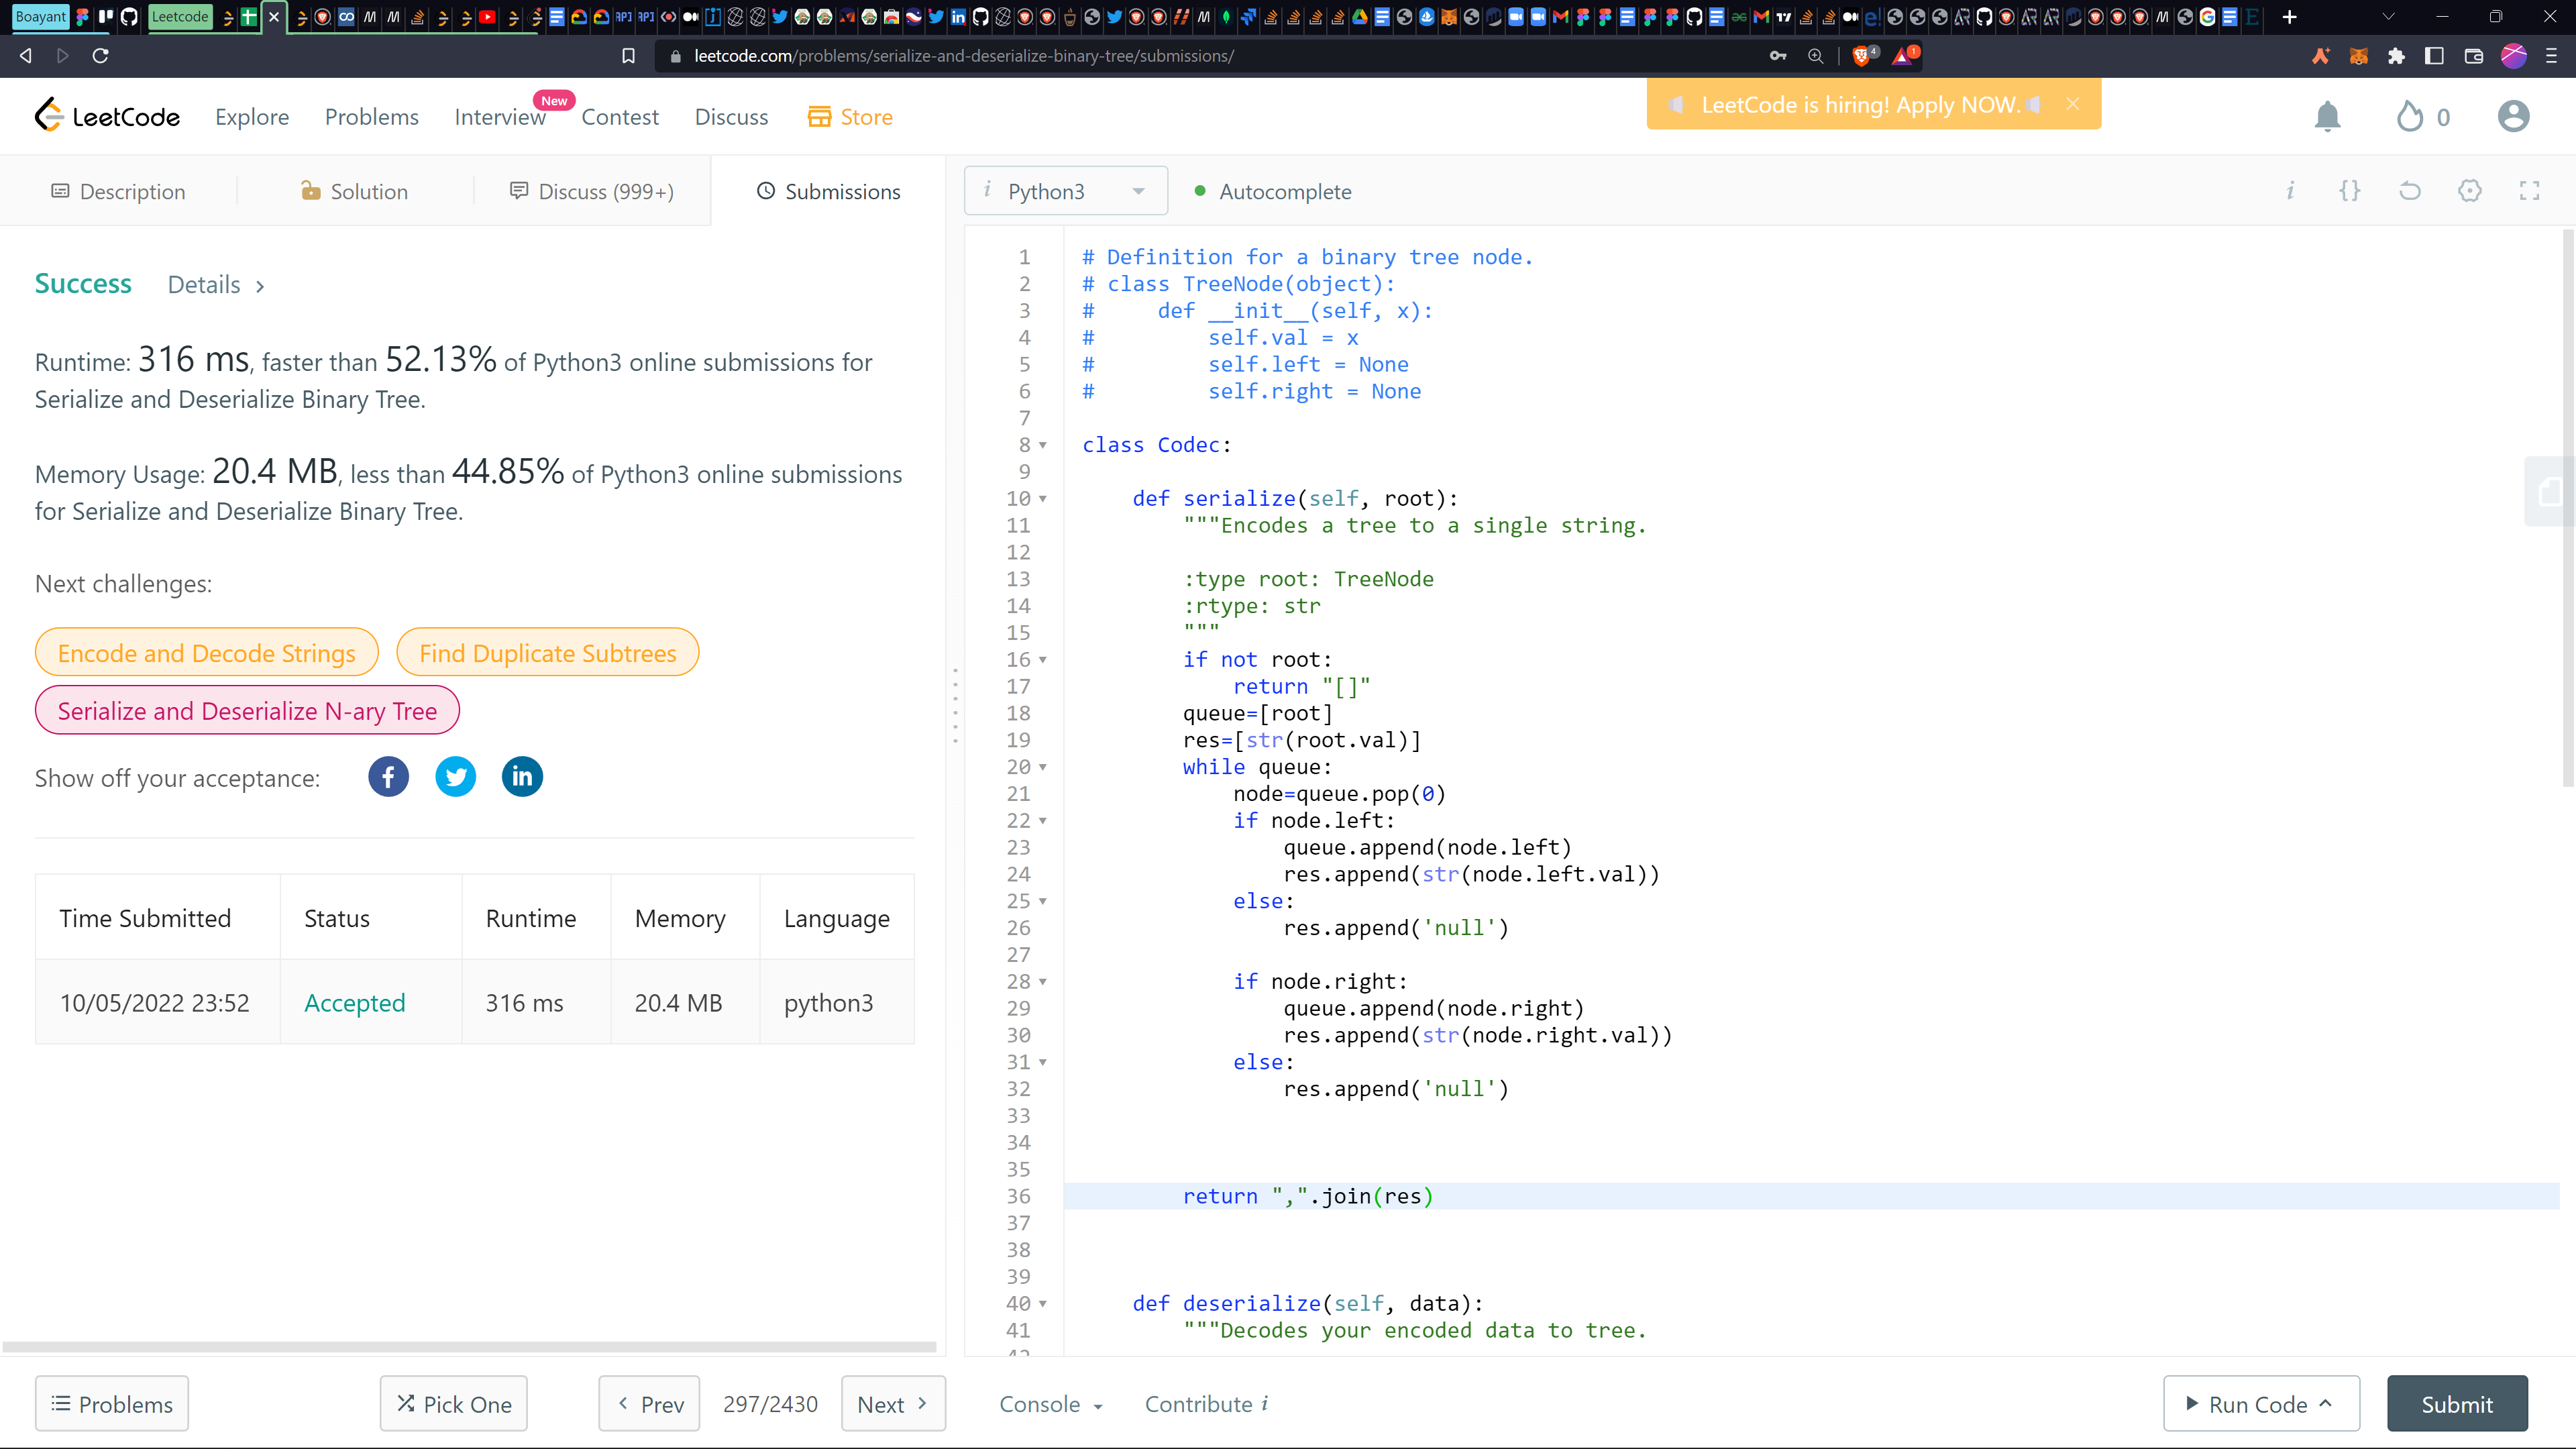 Boayant
Leetcode
leetcode.com/problems/serialize-and-deserialize-binary-tree/submissions/
4
1
LeetCode
Explore
Problems
Interview
New
Contest
Discuss
Store
LeetCode is hiring! Apply NOW.
0
Description
Solution
Discuss (999+)
Submissions
i Python3
Autocomplete
i {}
Success Details >
Runtime: 316 ms, faster than 52.13% of Python3 online submissions for
Serialize and Deserialize Binary Tree.
Memory Usage: 20.4 MB, less than 44.85% of Python3 online submissions
for Serialize and Deserialize Binary Tree.
Next challenges:
Encode and Decode Strings
Find Duplicate Subtrees
Serialize and Deserialize N-ary Tree
Show off your acceptance:
Time Submitted Status Runtime Memory Language
10/05/2022 23:52 Accepted 316 ms 20.4 MB python3
1 # Definition for a binary tree node.
2 # class TreeNode(object):
3 #     def __init__(self, x):
4 #         self.val = x
5 #         self.left = None
6 #         self.right = None
7
8 class Codec:
9
10     def serialize(self, root):
11         """Encodes a tree to a single string.
12
13         :type root: TreeNode
14         :rtype: str
15         """
16         if not root:
17             return "[]"
18         queue=[root]
19         res=[str(root.val)]
20         while queue:
21             node=queue.pop(0)
22             if node.left:
23                 queue.append(node.left)
24                 res.append(str(node.left.val))
25             else:
26                 res.append('null')
27
28             if node.right:
29                 queue.append(node.right)
30                 res.append(str(node.right.val))
31             else:
32                 res.append('null')
33
34
35
36         return ",".join(res)
37
38
39
40     def deserialize(self, data):
41         """Decodes your encoded data to tree.
Problems
Pick One
< Prev
297/2430
Next >
Console
Contribute i
Run Code
Submit